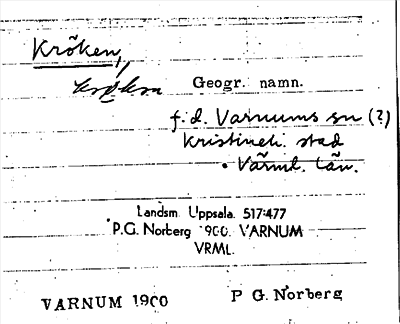 Krőken,
Geogr. namn.
f. d. Varnums sn (?)
Kristineh. stad
Värml. län.
Landsm. Uppsala. 517:477
P.G. Norberg 1900. VARNUM
VRML.
VARNUM 1900 P G. Norberg